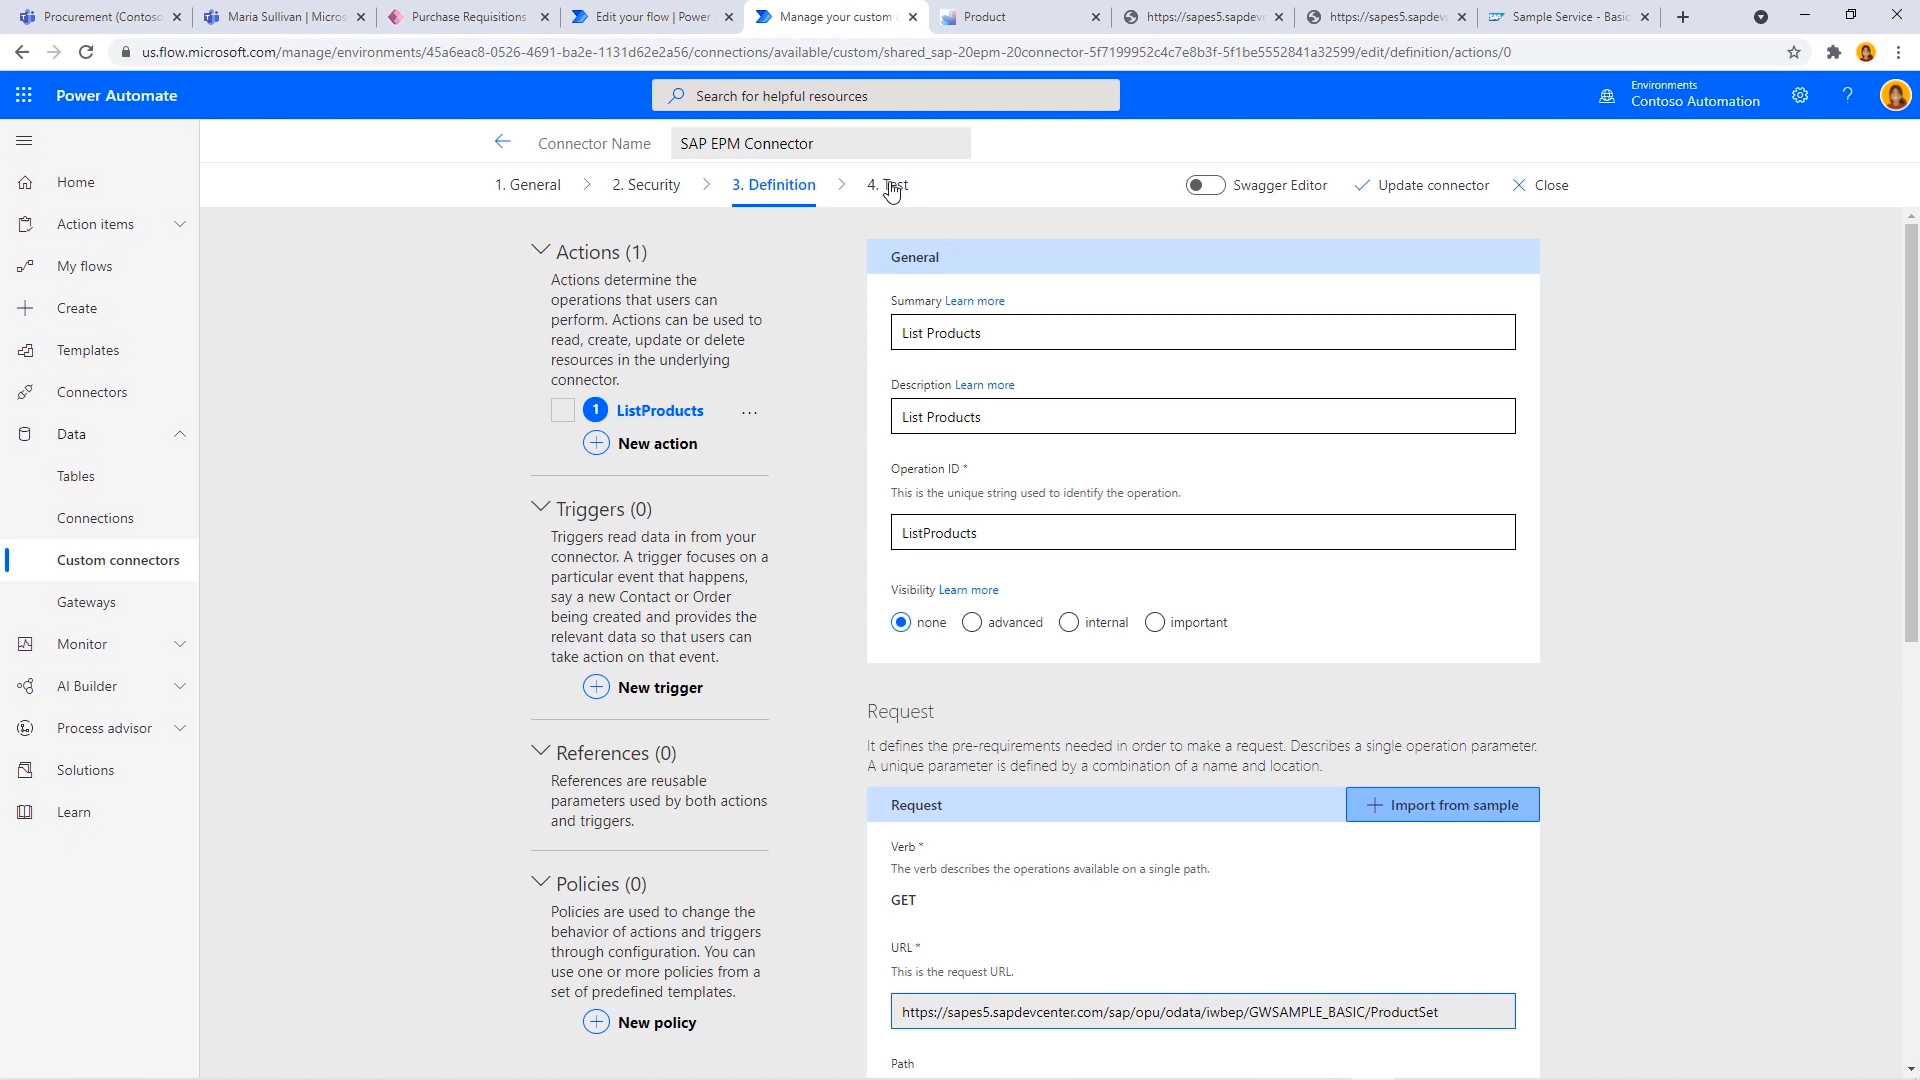 Procurement (Contoso
Maria Sullivan | Micros
Purchase Requisitions
Edit your flow | Power
Manage your custom
Product
https://sapes5.sapdev
https://sapes5.sapdev
Sample Service - Basic
us.flow.microsoft.com/manage/environments/45a6eac8-0526-4691-ba2e-1131d62e2a56/connections/available/custom/shared_sap-20epm-20connector-5f7199952c4c7e8b3f-5f1be5552841a32599/edit/definition/actions/0
Power Automate
Search for helpful resources
Environments
Contoso Automation
Connector Name
SAP EPM Connector
1. General
2. Security
3. Definition
4. Test
Swagger Editor
Update connector
Close
Home
Action items
My flows
Create
Templates
Connectors
Data
Tables
Connections
Custom connectors
Gateways
Monitor
AI Builder
Process advisor
Solutions
Learn
Actions (1)
Actions determine the
operations that users can
perform. Actions can be used to
read, create, update or delete
resources in the underlying
connector.
1 ListProducts ...
New action
Triggers (0)
Triggers read data in from your
connector. A trigger focuses on a
particular event that happens,
say a new Contact or Order
being created and provides the
relevant data so that users can
take action on that event.
New trigger
References (0)
References are reusable
parameters used by both actions
and triggers.
Policies (0)
Policies are used to change the
behavior of actions and triggers
through configuration. You can
use one or more policies from a
set of predefined templates.
New policy
General
Summary Learn more
List Products
Description Learn more
List Products
Operation ID *
This is the unique string used to identify the operation.
ListProducts
Visibility Learn more
none
advanced
internal
important
Request
It defines the pre-requirements needed in order to make a request. Describes a single operation parameter.
A unique parameter is defined by a combination of a name and location.
Request
Import from sample
Verb *
The verb describes the operations available on a single path.
GET
URL *
This is the request URL.
https://sapes5.sapdevcenter.com/sap/opu/odata/iwbep/GWSAMPLE_BASIC/ProductSet
Path